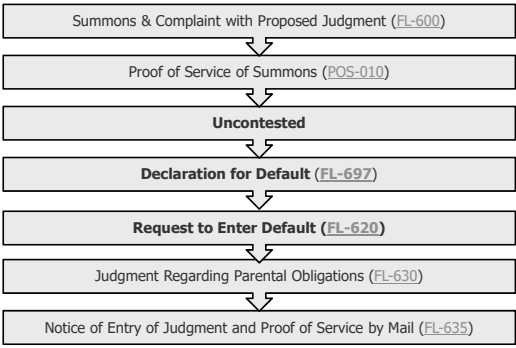 Summons & Complaint with Proposed Judgment (FL-600)
Proof of Service of Summons (POS-010)
Uncontested
Declaration for Default (FL-697)
Request to Enter Default (FL-620)
Judgment Regarding Parental Obligations (FL-630)
Notice of Entry of Judgment and Proof of Service by Mail (FL-635)